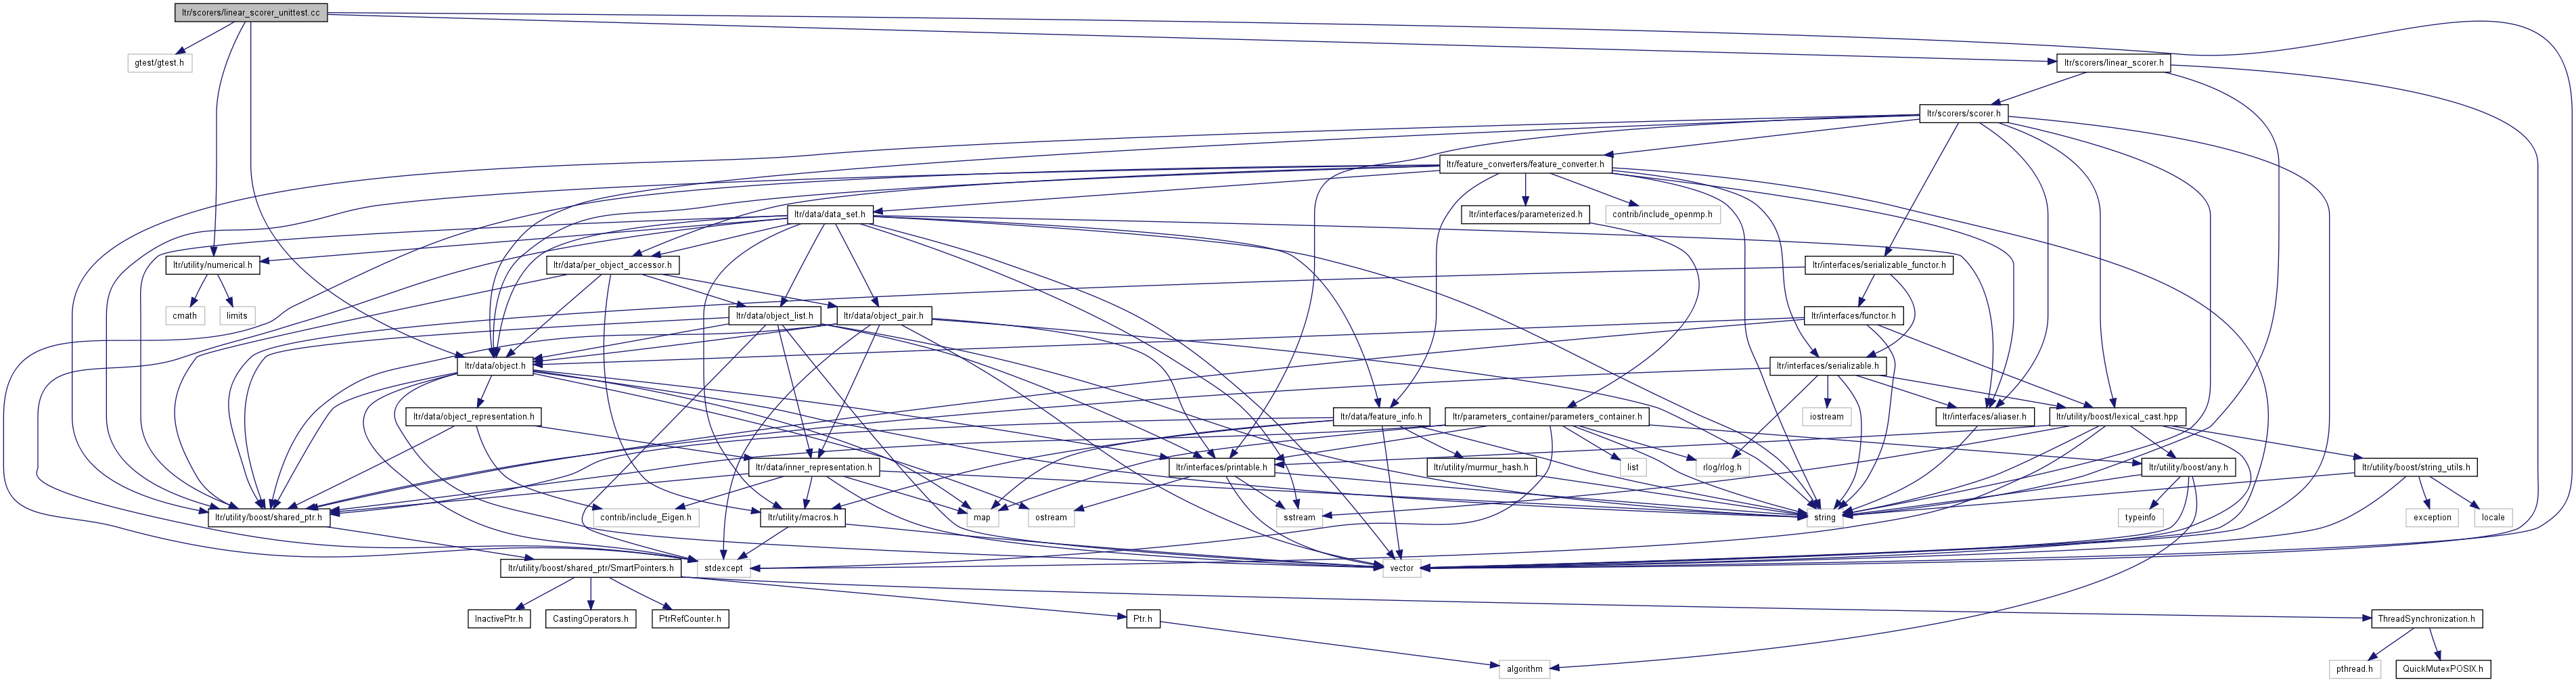 ltr/scorers/linear_scorer_unittest.cc
gtest/gtest.h
ltr/scorers/linear_scorer.h
ltr/scorers/scorer.h
ltr/feature_converters/feature_converter.h
ltr/data/data_set.h
ltr/interfaces/parameterized.h
contrib/include_openmp.h
ltr/utility/numerical.h
ltr/data/per_object_accessor.h
ltr/interfaces/serializable_functor.h
cmath
limits
ltr/data/object_list.h
ltr/data/object_pair.h
ltr/interfaces/functor.h
ltr/data/object.h
ltr/interfaces/serializable.h
ltr/data/object_representation.h
ltr/data/feature_info.h
ltr/parameters_container/parameters_container.h
iostream
ltr/interfaces/aliaser.h
ltr/utility/boost/lexical_cast.hpp
ltr/data/inner_representation.h
ltr/interfaces/printable.h
ltr/utility/murmur_hash.h
list
rlog/rlog.h
ltr/utility/boost/any.h
ltr/utility/boost/string_utils.h
ltr/utility/boost/shared_ptr.h
contrib/include_Eigen.h
ltr/utility/macros.h
map
ostream
sstream
string
typeinfo
exception
locale
ltr/utility/boost/shared_ptr/SmartPointers.h
stdexcept
vector
InactivePtr.h
CastingOperators.h
PtrRefCounter.h
Ptr.h
ThreadSynchronization.h
algorithm
pthread.h
QuickMutexPOSIX.h